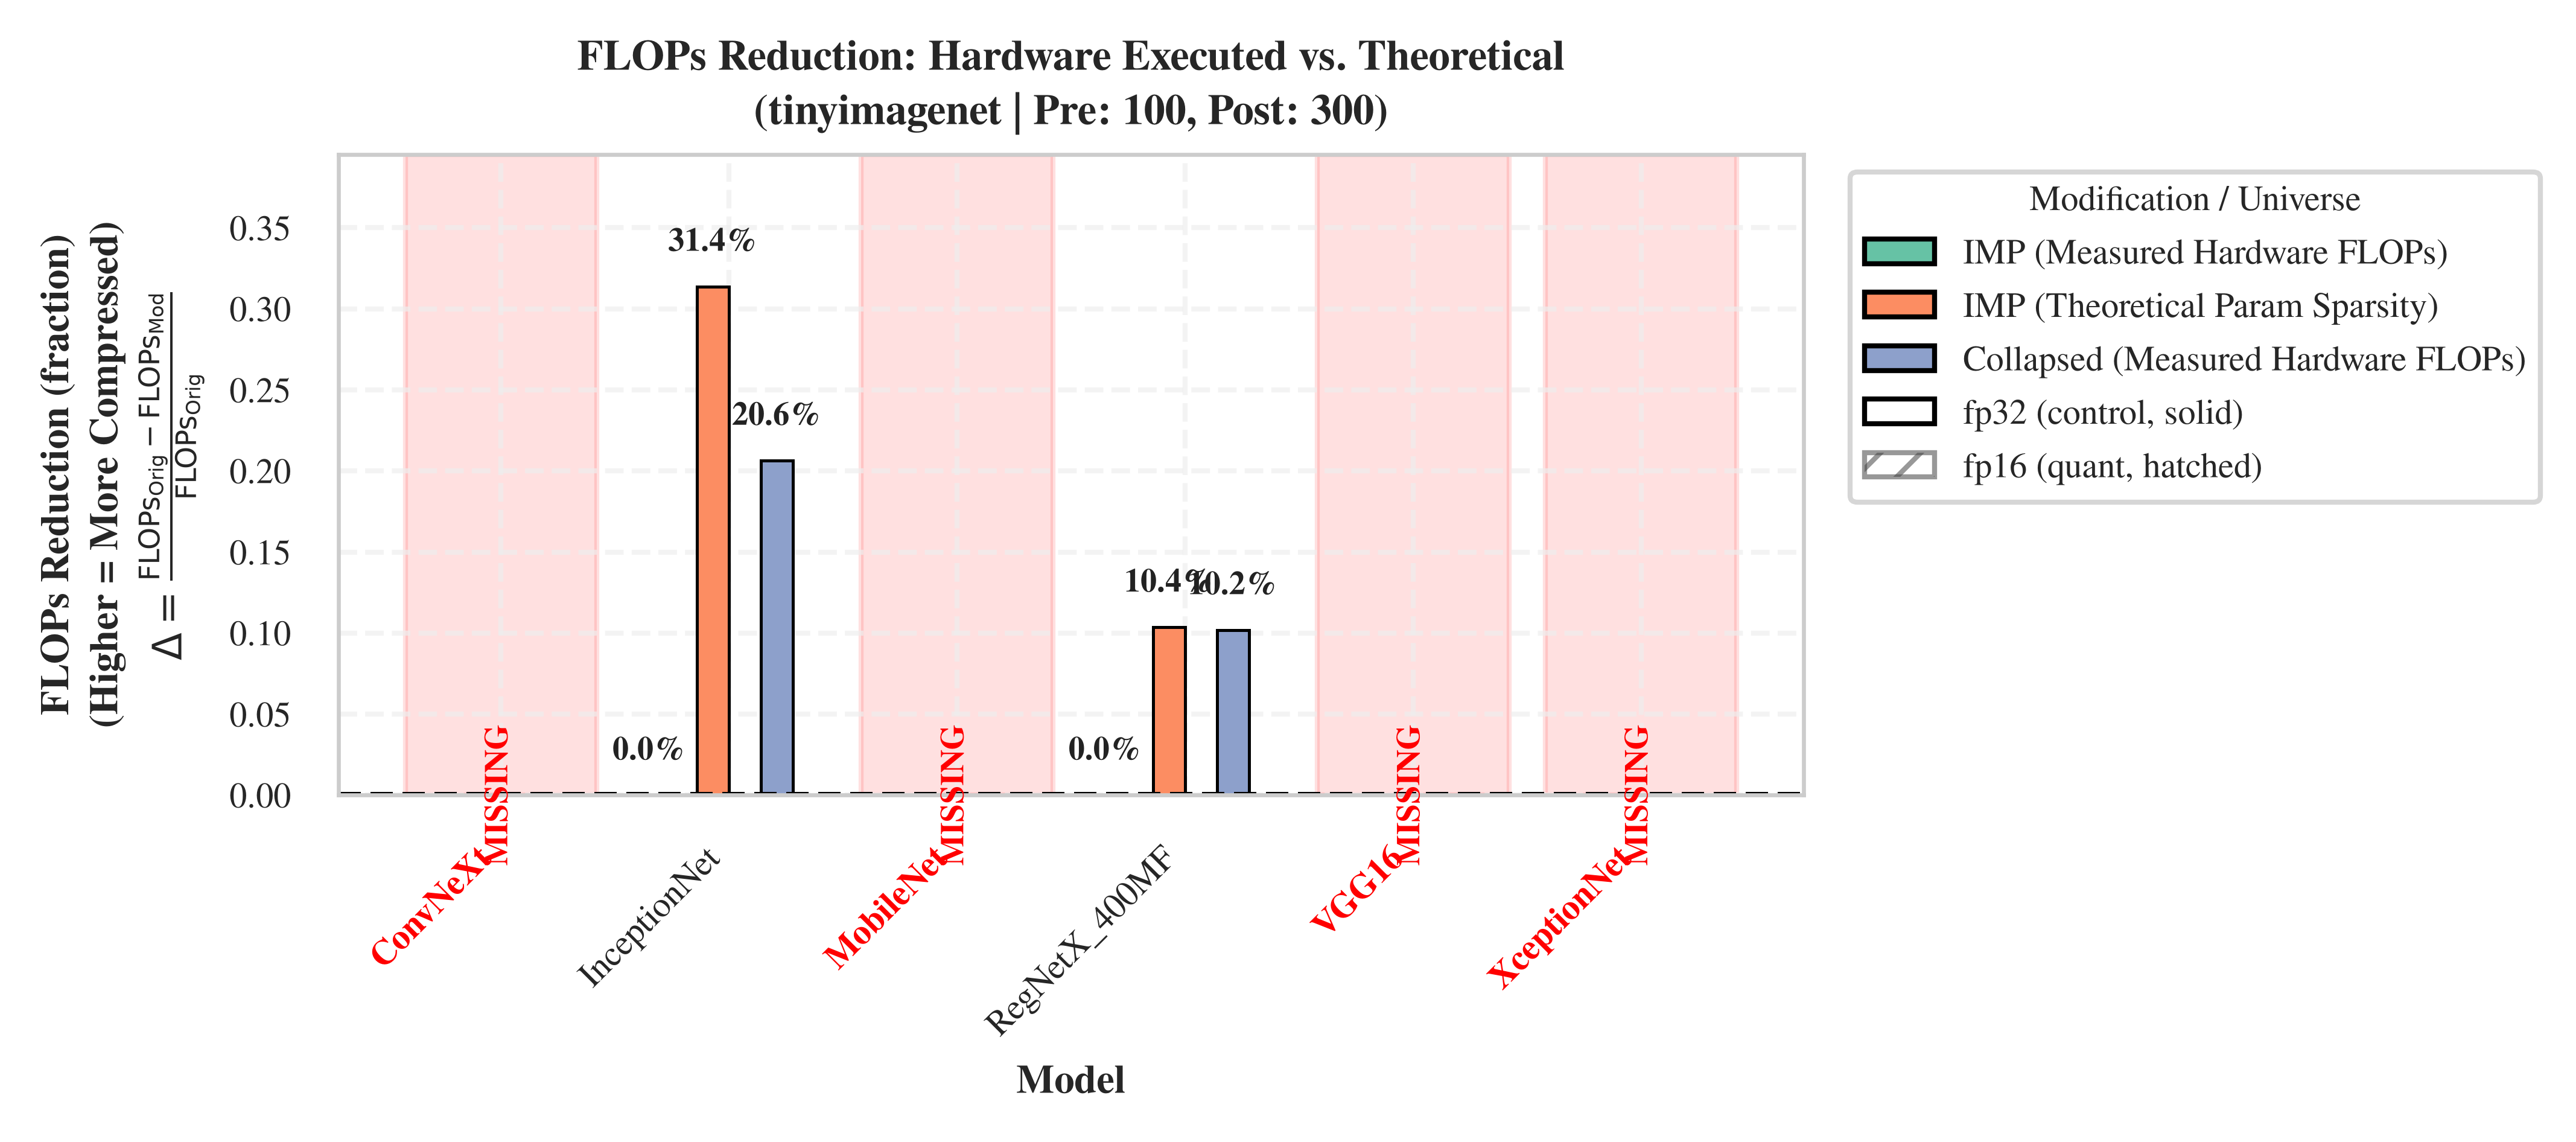 FLOPs Reduction: Hardware Executed vs. Theoretical
(tinyimagenet | Pre: 100, Post: 300)
FLOPs Reduction (fraction)
(Higher = More Compressed)
Δ = FLOPsOrig − FLOPsMod
FLOPsOrig
0.35
0.30
0.25
0.20
0.15
0.10
0.05
0.00
31.4%
20.6%
0.0%
10.4%
10.2%
0.0%
MISSING
MISSING
MISSING
MISSING
ConvNeXt
InceptionNet
MobileNet
RegNetX_400MF
VGG16
XceptionNet
Model
Modification / Universe
IMP (Measured Hardware FLOPs)
IMP (Theoretical Param Sparsity)
Collapsed (Measured Hardware FLOPs)
fp32 (control, solid)
fp16 (quant, hatched)